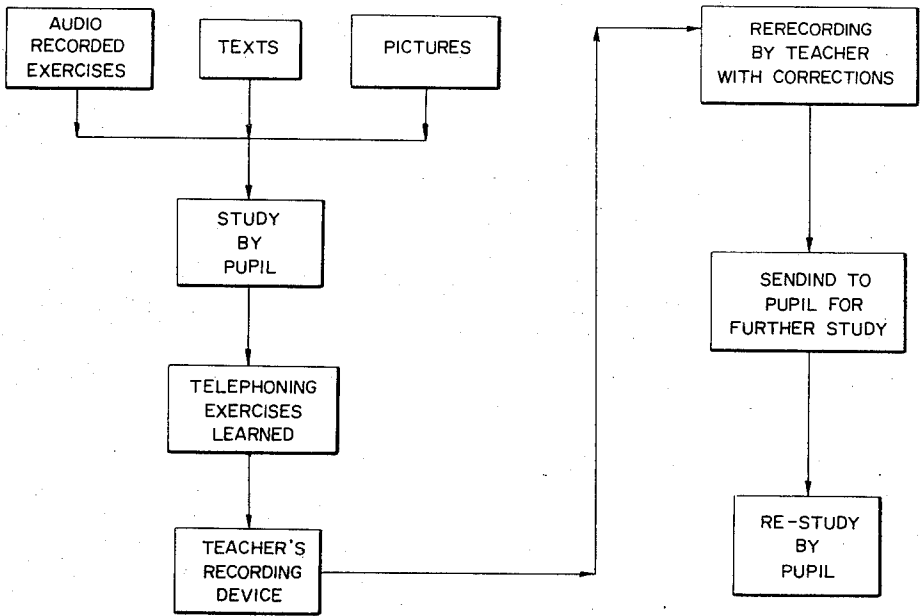 AUDIO
RECORDED
EXERCISES
TEXTS
PICTURES
STUDY
BY
PUPIL
TELEPHONING
EXERCISES
LEARNED
TEACHER'S
RECORDING
DEVICE
RERECORDING
BY TEACHER
WITH CORRECTIONS
SENDIND TO
PUPIL FOR
FURTHER STUDY
RE-STUDY
BY
PUPIL